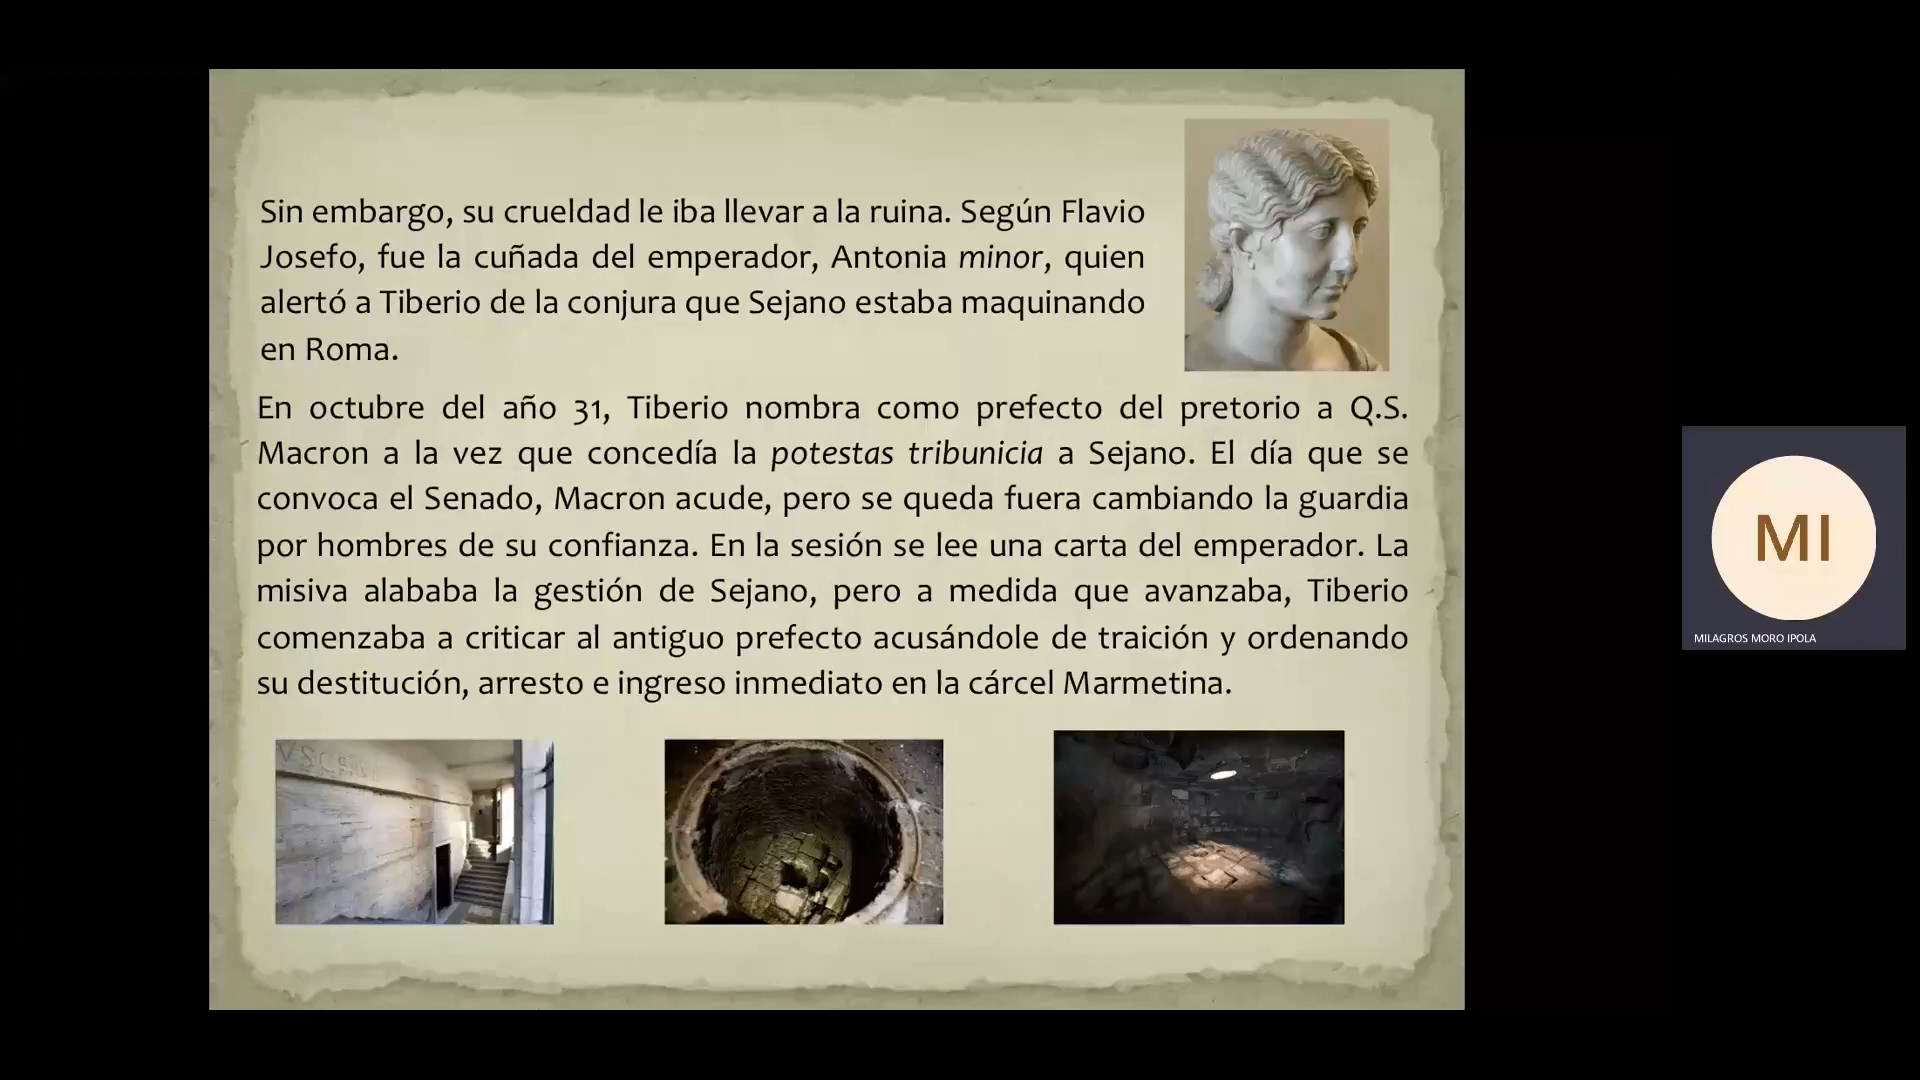 Sin embargo, su crueldad le iba llevar a la ruina. Según Flavio
Josefo, fue la cuñada del emperador, Antonia minor, quien
alertó a Tiberio de la conjura que Sejano estaba maquinando
en Roma.
En octubre del año 31, Tiberio nombra como prefecto del pretorio a Q.S.
Macron a la vez que concedía la potestas tribunicia a Sejano. El día que se
convoca el Senado, Macron acude, pero se queda fuera cambiando la guardia
por hombres de su confianza. En la sesión se lee una carta del emperador. La
misiva alababa la gestión de Sejano, pero a medida que avanzaba, Tiberio
comenzaba a criticar al antiguo prefecto acusándole de traición y ordenando
su destitución, arresto e ingreso inmediato en la cárcel Marmetina.
MI
MILAGROS MORO IPOLA